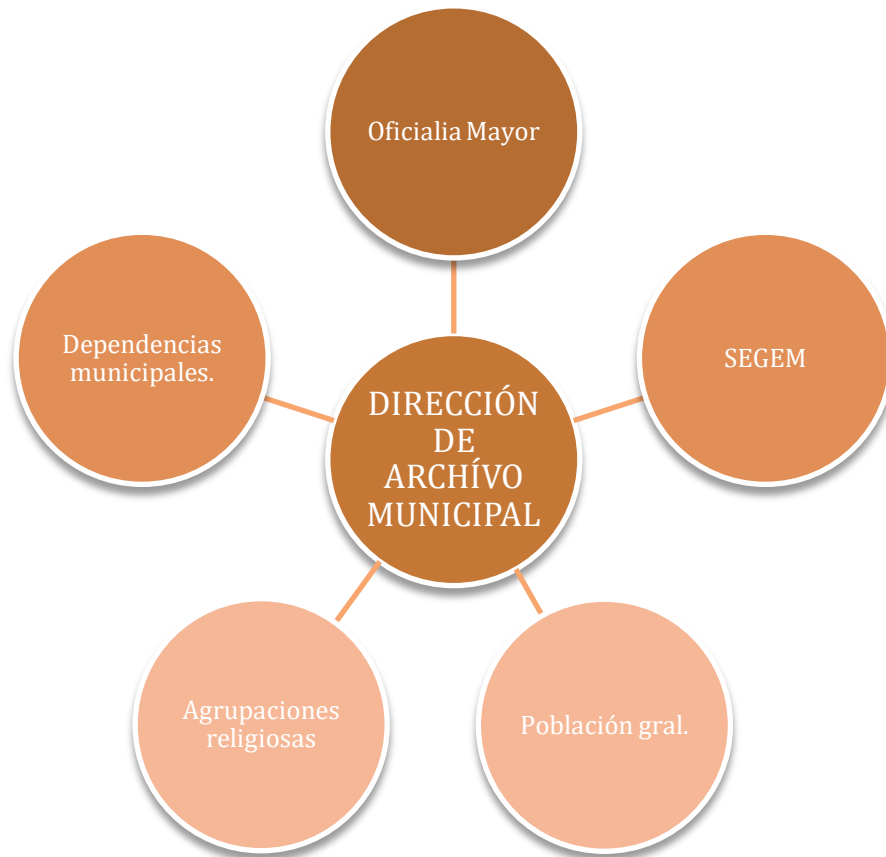 Oficialia Mayor
Dependencias
municipales.
SEGEM
DIRECCIÓN
DE
ARCHÍVO
MUNICIPAL
Agrupaciones
religiosas
Población gral.